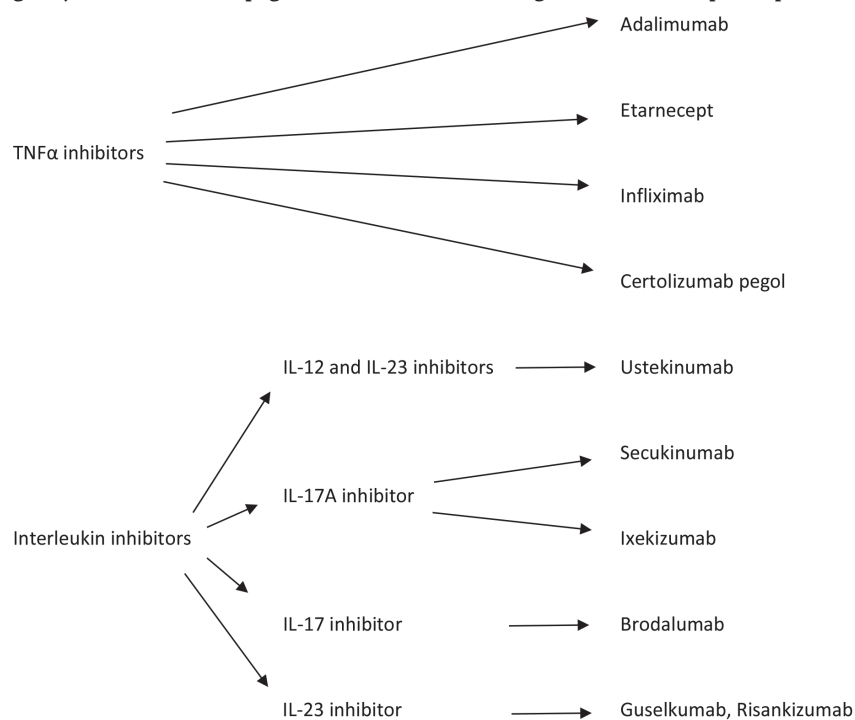 Adalimumab
Etarnecept
TNFα inhibitors
Infliximab
Certolizumab pegol
IL-12 and IL-23 inhibitors
Ustekinumab
Secukinumab
IL-17A inhibitor
Interleukin inhibitors
Ixekizumab
IL-17 inhibitor
Brodalumab
IL-23 inhibitor
Guselkumab, Risankizumab